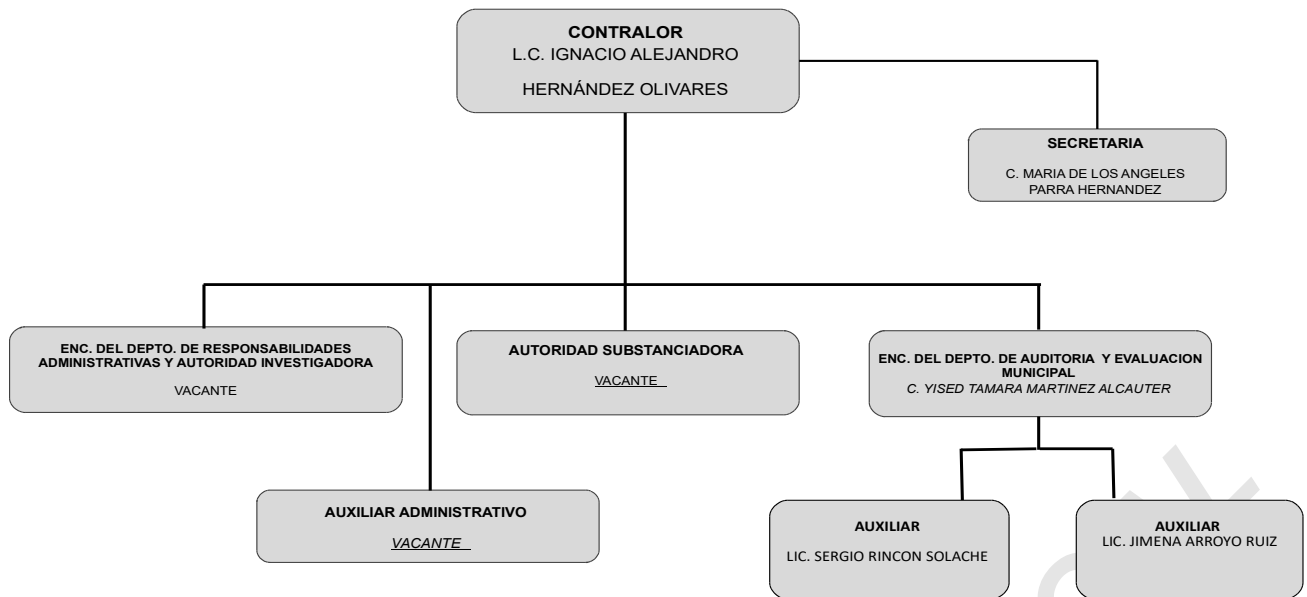 CONTRALOR
L.C. IGNACIO ALEJANDRO
HERNÁNDEZ OLIVARES
SECRETARIA
C. MARIA DE LOS ANGELES
PARRA HERNANDEZ
ENC. DEL DEPTO. DE RESPONSABILIDADES
ADMINISTRATIVAS Y AUTORIDAD INVESTIGADORA
VACANTE
AUTORIDAD SUBSTANCIADORA
VACANTE
ENC. DEL DEPTO. DE AUDITORIA Y EVALUACION
MUNICIPAL
C. YISED TAMARA MARTINEZ ALCAUTER
AUXILIAR ADMINISTRATIVO
VACANTE
AUXILIAR
LIC. SERGIO RINCON SOLACHE
AUXILIAR
LIC. JIMENA ARROYO RUIZ